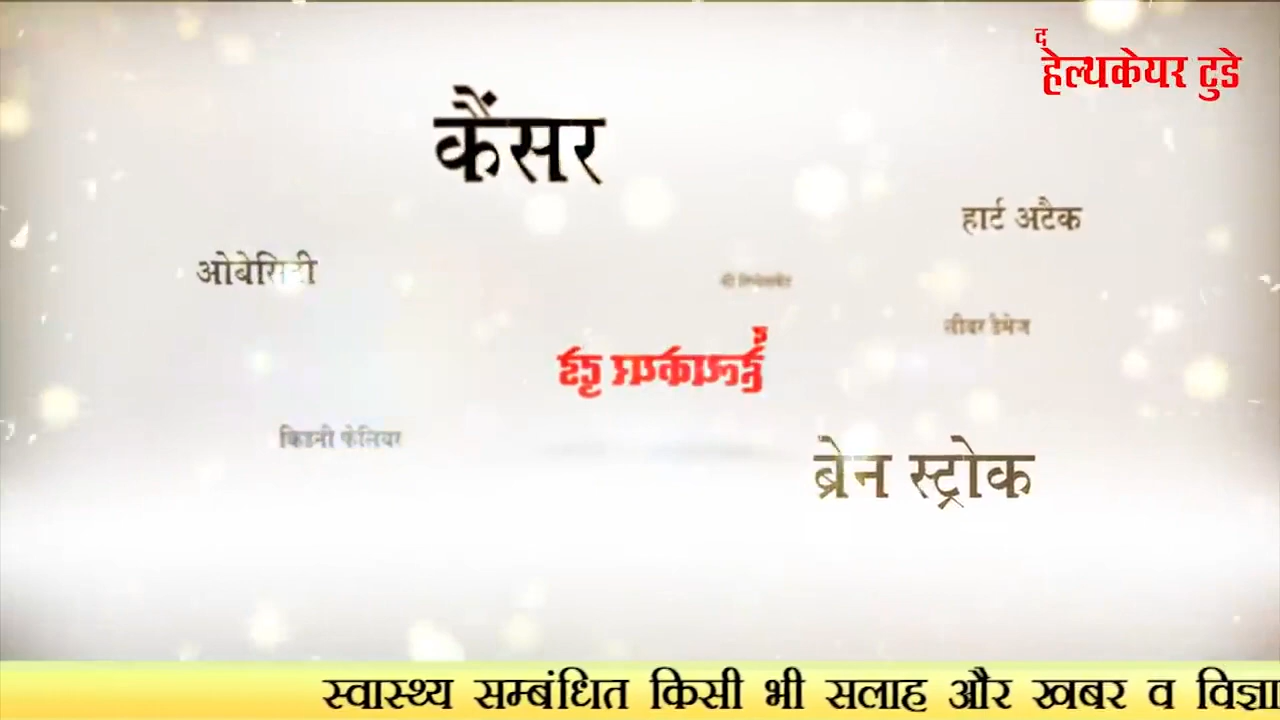 द
हेल्थकेयर टुडे
कैंसर
हार्ट अटैक
ओबेसिटी
लीवर डैमेज
किडनी फेलियर
ब्रेन स्ट्रोक
स्वास्थ्य सम्बंधित किसी भी सलाह और खबर व विज्ञा